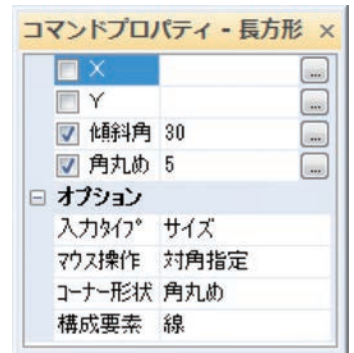 コマンドプロパティ - 長方形 ×
X ...
Y ...
傾斜角 30 ...
角丸め 5 ...
オプション
入力ﾀｲﾌﾟ サイズ
ﾏｳｽ操作 対角指定
ｺｰﾅｰ形状 角丸め
構成要素 線